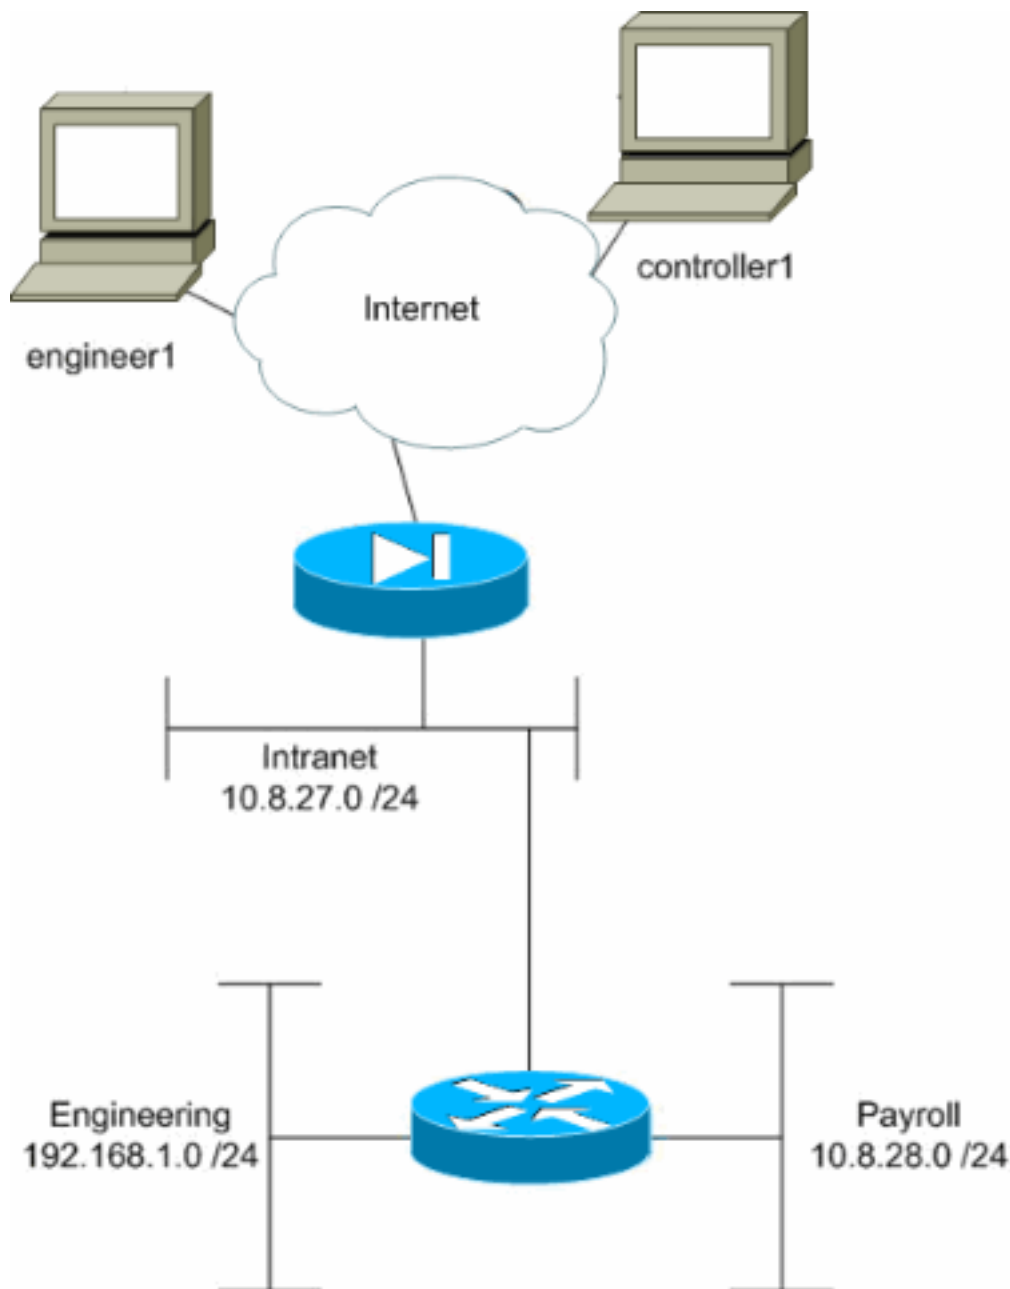 controller1
Internet
engineer1
Intranet
10.8.27.0 /24
Engineering
192.168.1.0 /24
Payroll
10.8.28.0 /24